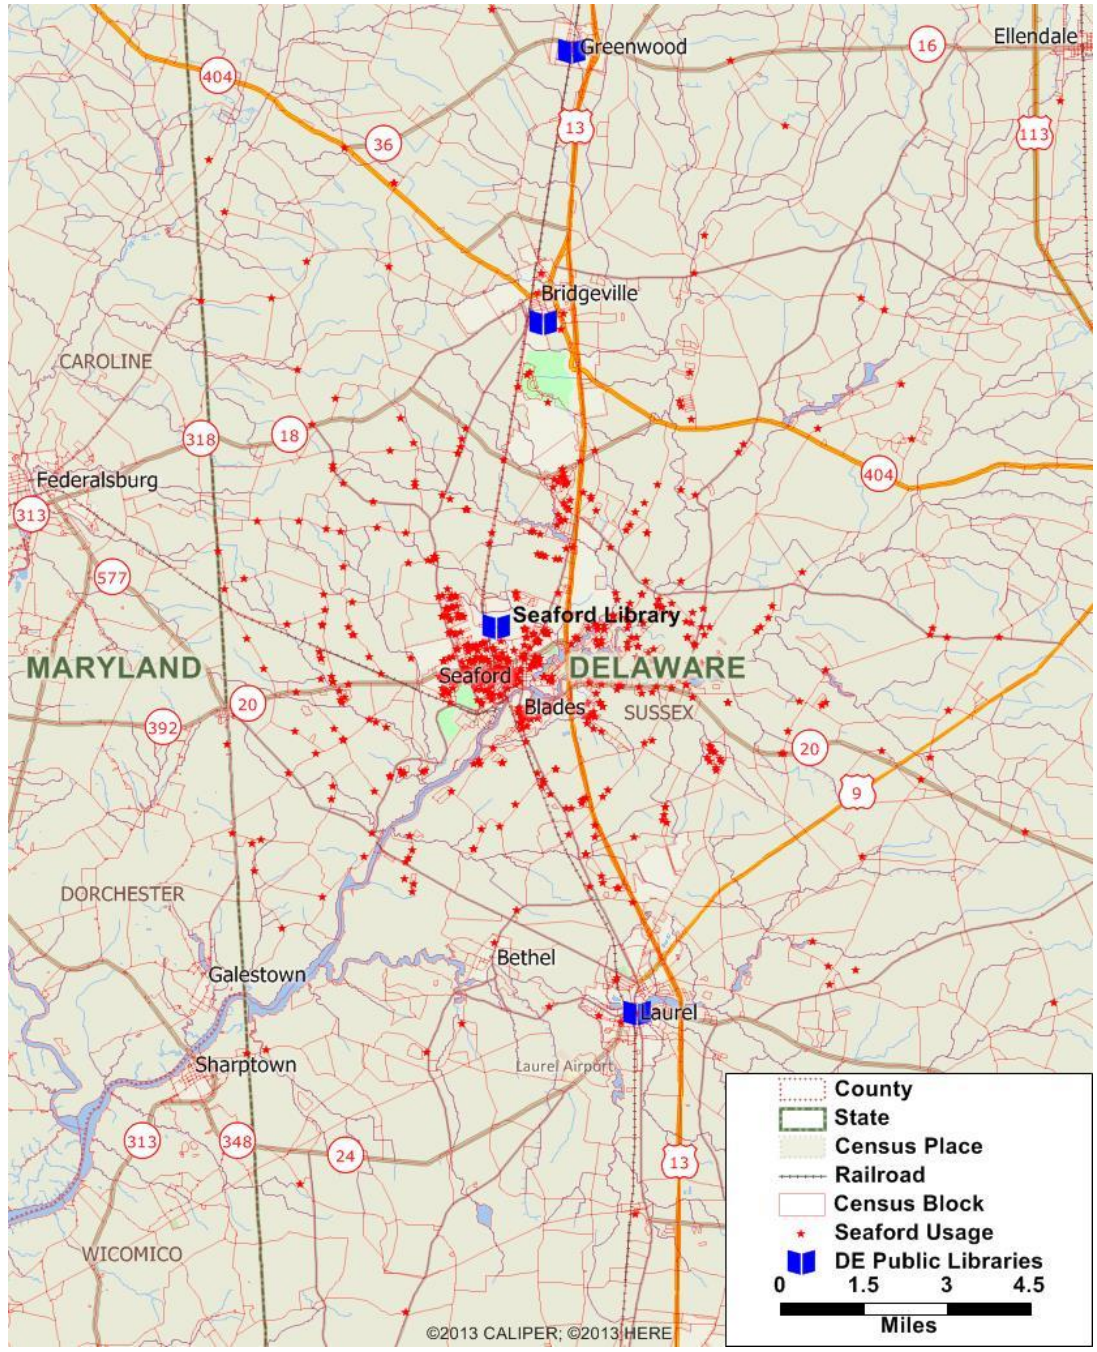 Greenwood
Ellendale
16
404
13
113
36
Bridgeville
CAROLINE
318
18
Federalsburg
404
313
577
Seaford Library
MARYLAND
DELAWARE
Seaford
20
Blades
SUSSEX
392
20
9
DORCHESTER
Bethel
Galestown
Laurel
Sharptown
Laurel Airport
313
348
24
13
WICOMICO
County
State
Census Place
Railroad
Census Block
Seaford Usage
DE Public Libraries
0 1.5 3 4.5
Miles
©2013 CALIPER; ©2013 HERE